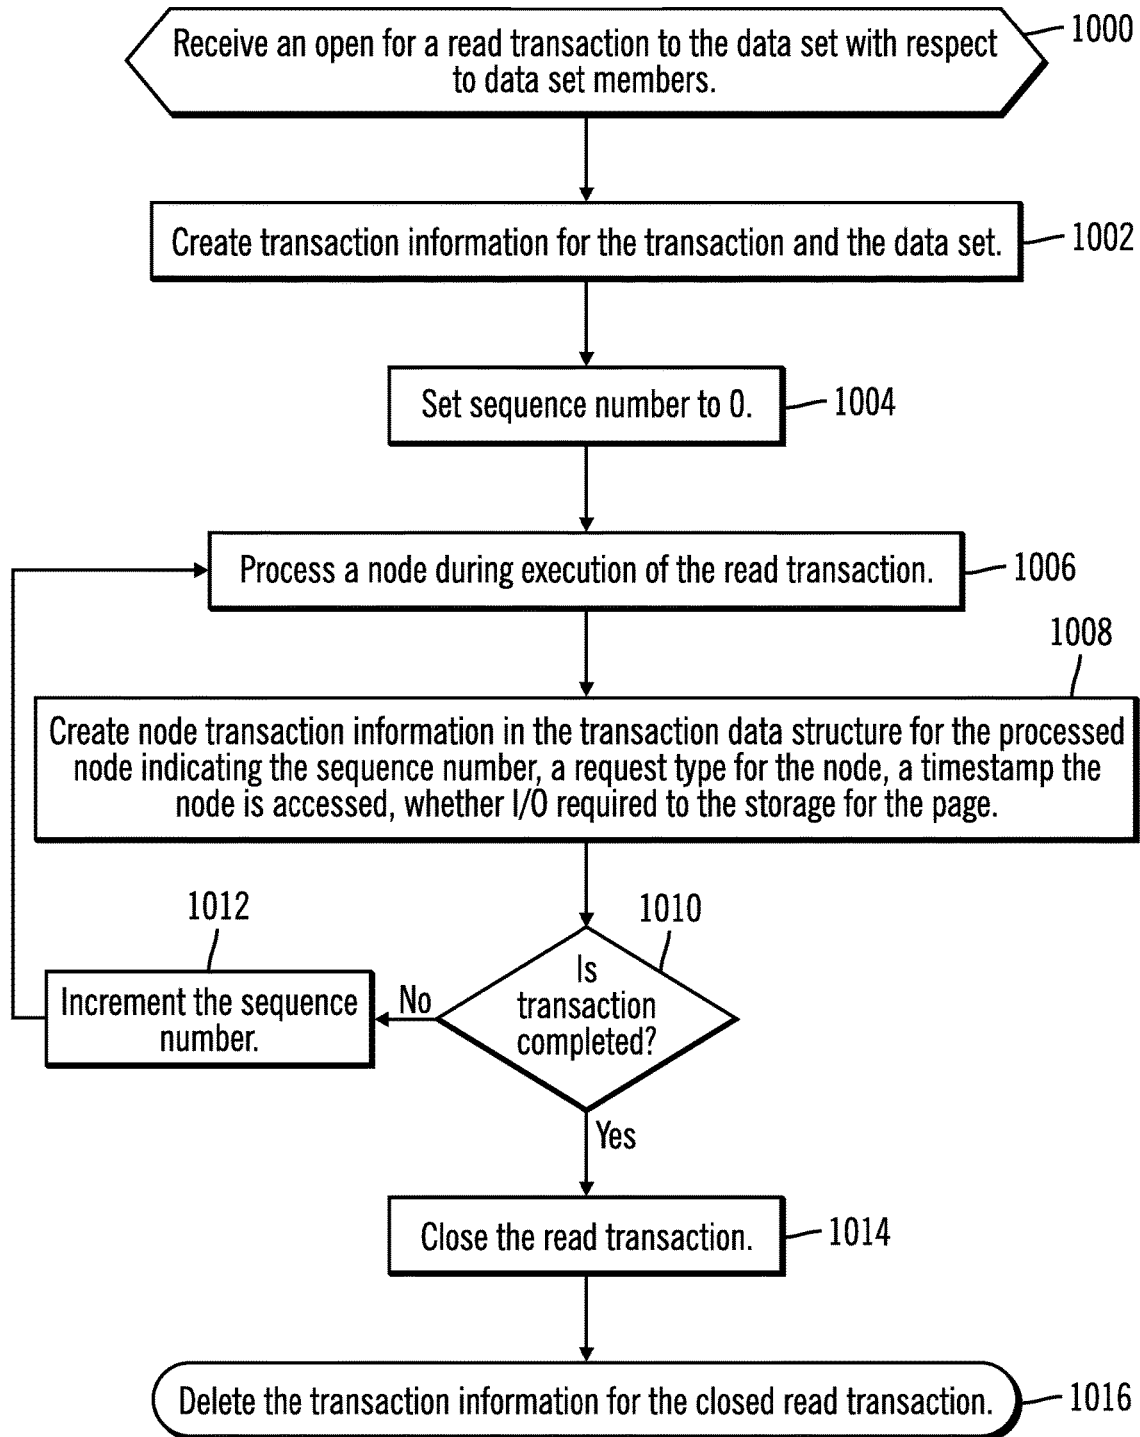 Receive an open for a read transaction to the data set with respect
to data set members.
1000
Create transaction information for the transaction and the data set.
1002
Set sequence number to 0.
1004
Process a node during execution of the read transaction.
1006
1008
Create node transaction information in the transaction data structure for the processed
node indicating the sequence number, a request type for the node, a timestamp the
node is accessed, whether I/O required to the storage for the page.
1012
1010
Increment the sequence
number.
No
Is
transaction
completed?
Yes
Close the read transaction.
1014
Delete the transaction information for the closed read transaction.
1016